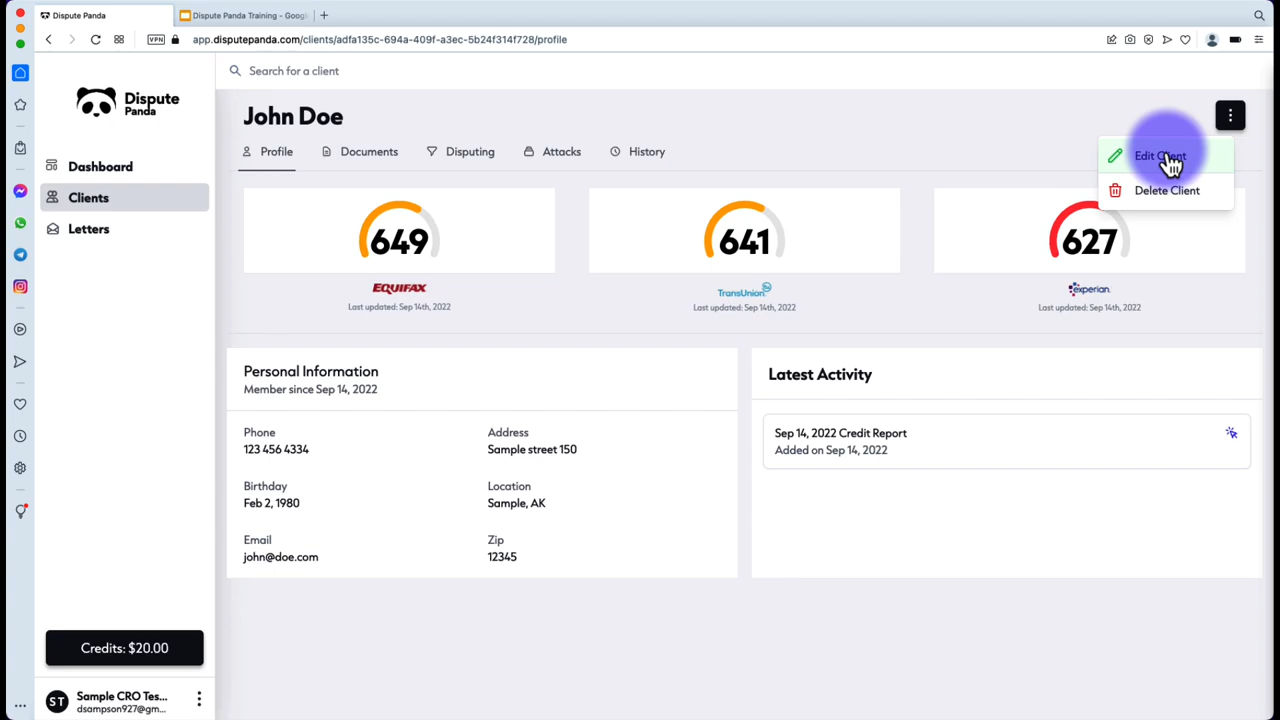 Dispute Panda
Dispute Panda Training - Goog
VPN
app.disputepanda.com/clients/adfa135c-694a-409f-a3ec-5b24f314f728/profile
Dispute
Panda
Search for a client
John Doe
Profile
Documents
Disputing
Attacks
History
Edit Client
Delete Client
Dashboard
Clients
Letters
649
641
627
EQUIFAX
TransUnion
experian.
Last updated: Sep 14th, 2022
Last updated: Sep 14th, 2022
Last updated: Sep 14th, 2022
Personal Information
Member since Sep 14, 2022
Phone
123 456 4334
Address
Sample street 150
Birthday
Feb 2, 1980
Location
Sample, AK
Email
john@doe.com
Zip
12345
Latest Activity
Sep 14, 2022 Credit Report
Added on Sep 14, 2022
Credits: $20.00
ST
Sample CRO Tes...
dsampson927@gm...